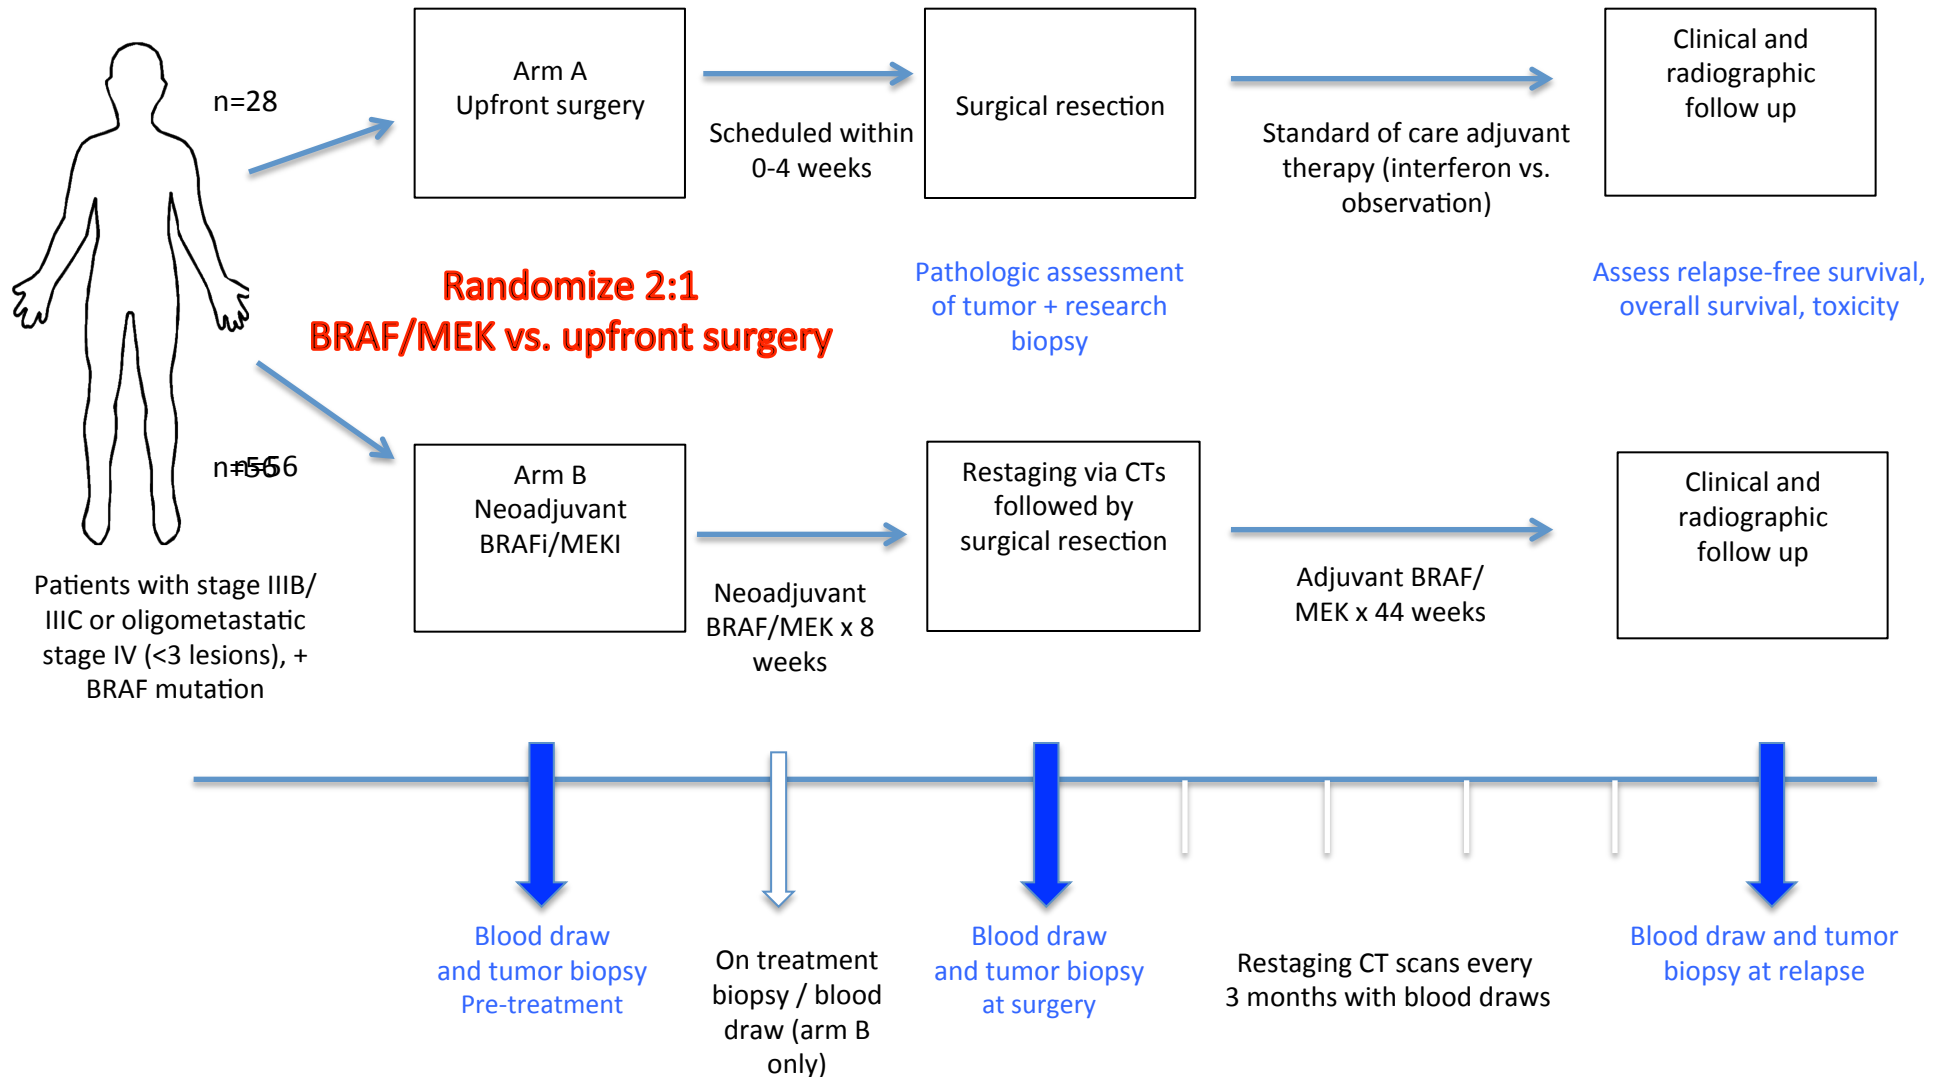 n=28
Arm A
Upfront surgery
Scheduled within
0-4 weeks
Surgical resection
Standard of care adjuvant
therapy (interferon vs.
observation)
Clinical and
radiographic
follow up
Randomize 2:1
BRAF/MEK vs. upfront surgery
Pathologic assessment
of tumor + research
biopsy
Assess relapse-free survival,
overall survival, toxicity
n=56
n=56
Patients with stage IIIB/
IIIC or oligometastatic
stage IV (<3 lesions), +
BRAF mutation
Arm B
Neoadjuvant
BRAFi/MEKI
Neoadjuvant
BRAF/MEK x 8
weeks
Restaging via CTs
followed by
surgical resection
Adjuvant BRAF/
MEK x 44 weeks
Clinical and
radiographic
follow up
Blood draw
and tumor biopsy
Pre-treatment
On treatment
biopsy / blood
draw (arm B
only)
Blood draw
and tumor biopsy
at surgery
Restaging CT scans every
3 months with blood draws
Blood draw and tumor
biopsy at relapse